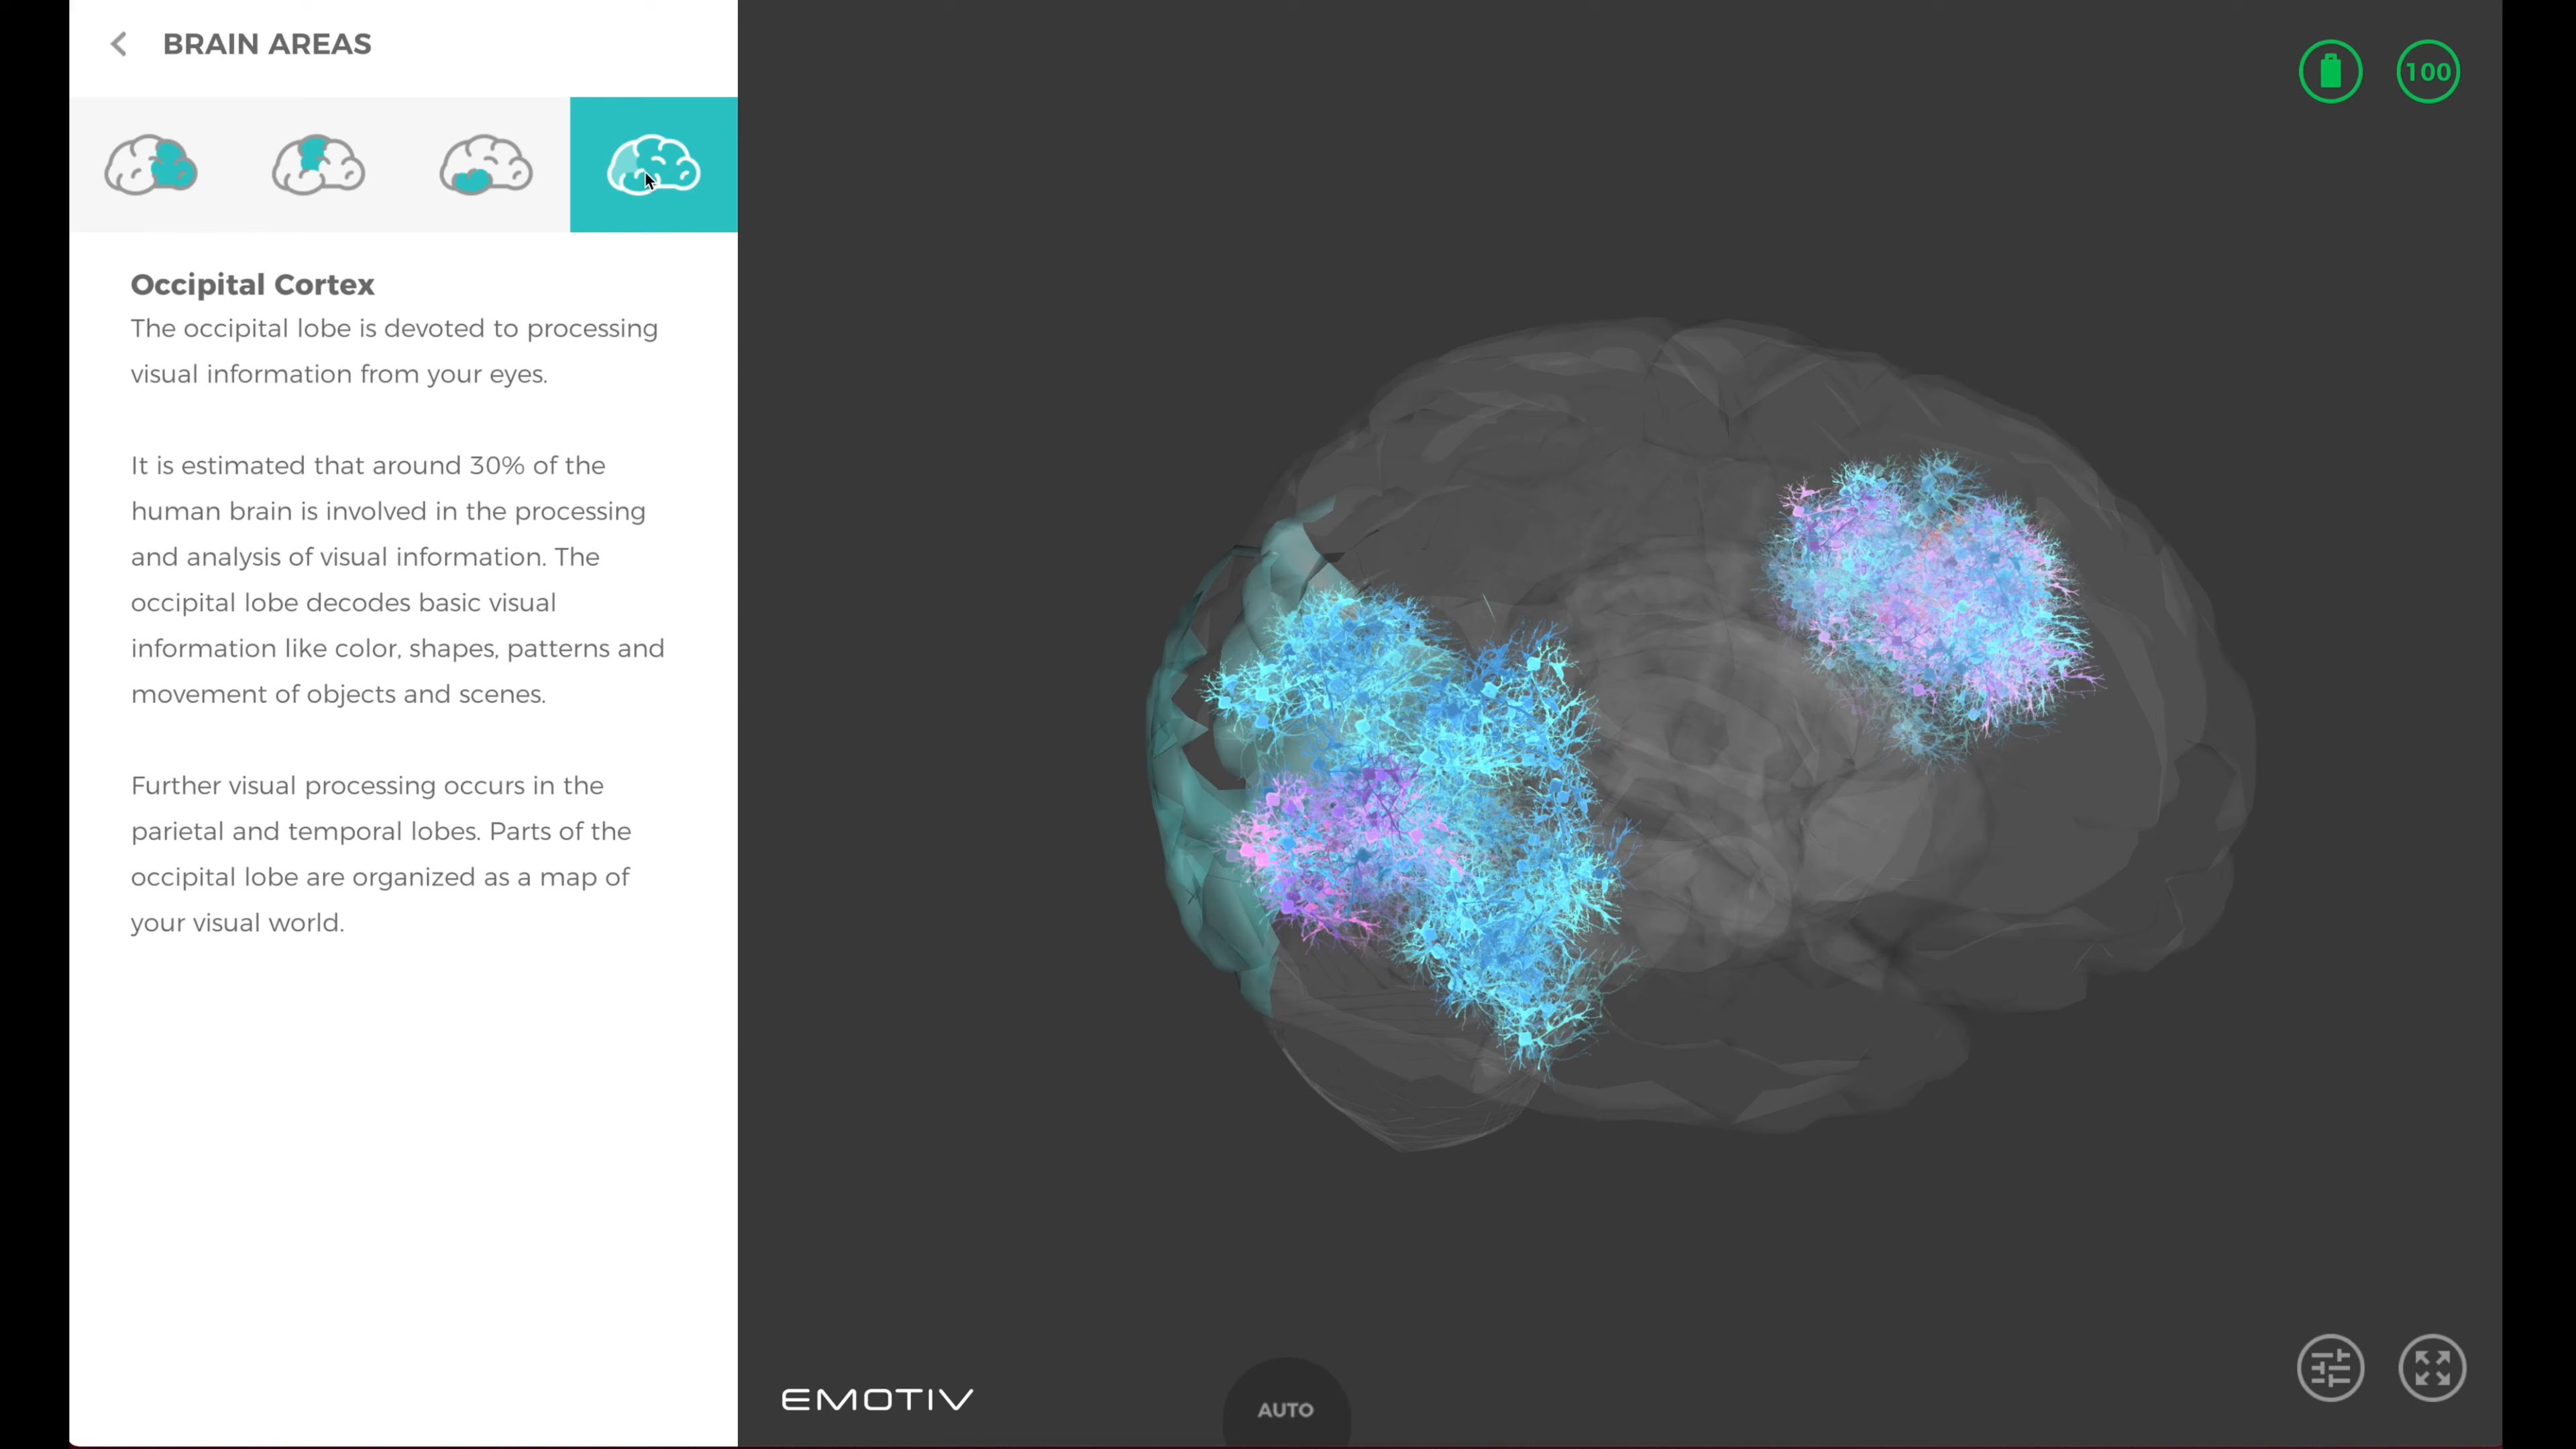 BRAIN AREAS
100
Occipital Cortex
The occipital lobe is devoted to processing
visual information from your eyes.
It is estimated that around 30% of the
human brain is involved in the processing
and analysis of visual information. The
occipital lobe decodes basic visual
information like color, shapes, patterns and
movement of objects and scenes.
Further visual processing occurs in the
parietal and temporal lobes. Parts of the
occipital lobe are organized as a map of
your visual world.
EMOTIV
AUTO